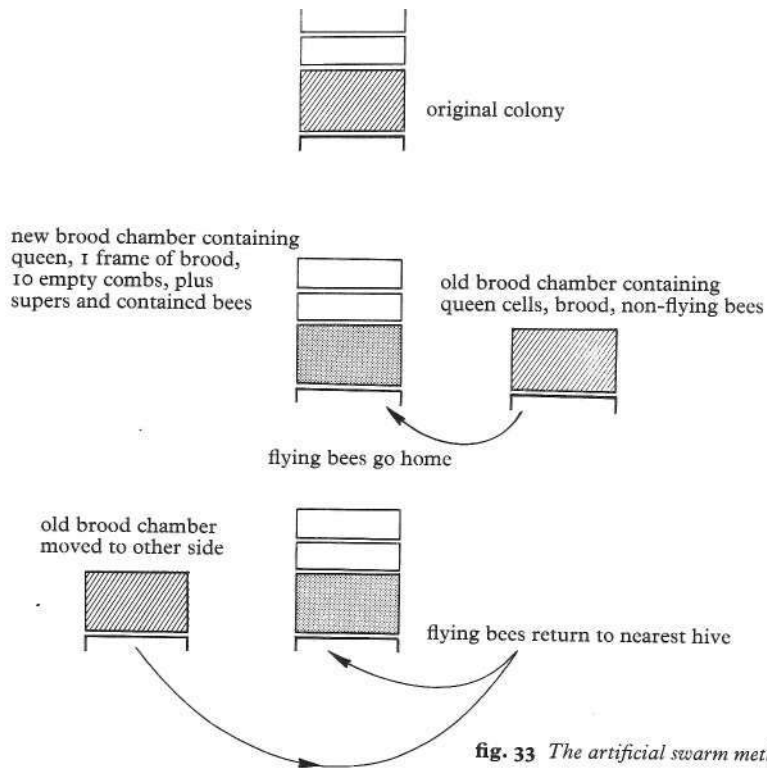 original colony
new brood chamber containing
queen, 1 frame of brood,
10 empty combs, plus
supers and contained bees
old brood chamber containing
queen cells, brood, non-flying bees
flying bees go home
old brood chamber
moved to other side
flying bees return to nearest hive
fig. 33 The artificial swarm met